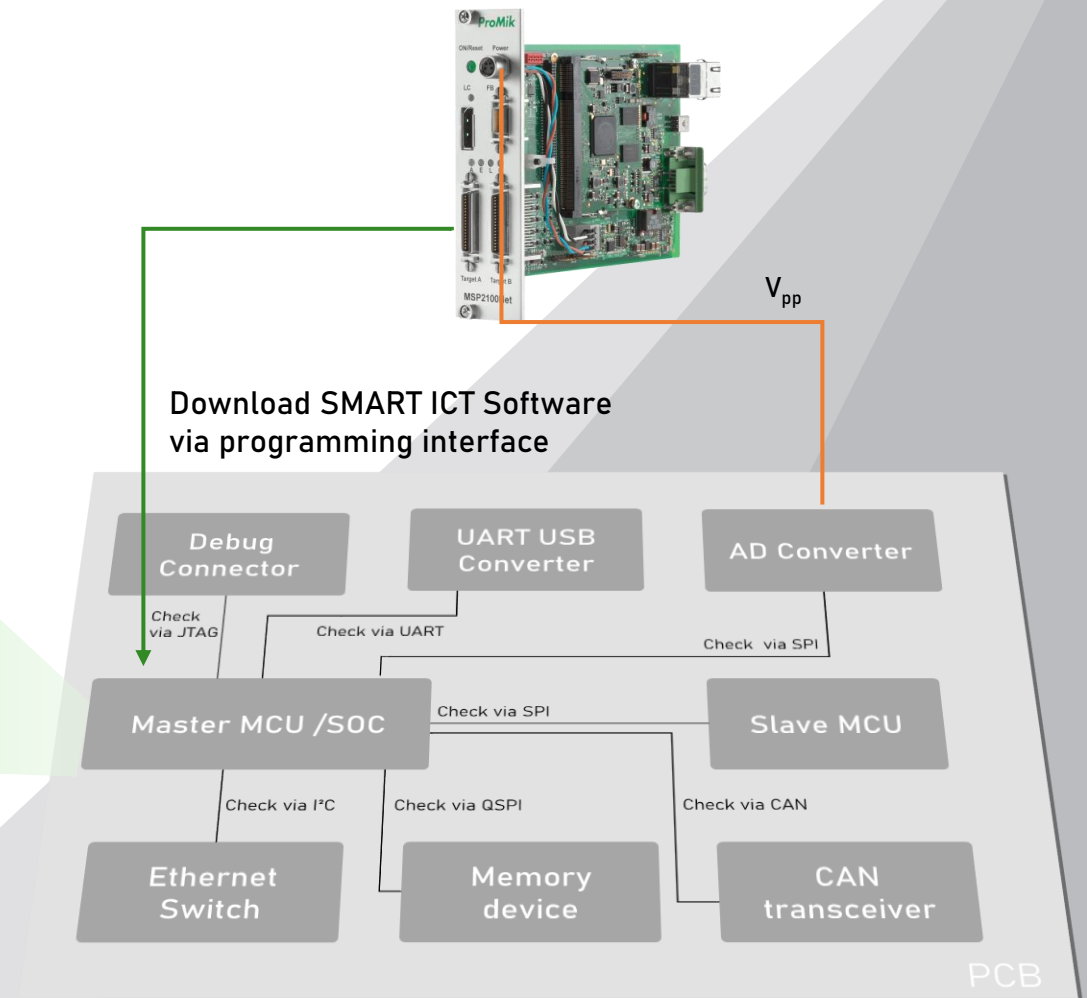 ProMik
ON/Reset Power
LC FB
E L
Target A Target B
MSP2100Net
Vpp
Download SMART ICT Software
via programming interface
Debug
Connector
UART USB
Converter
AD Converter
Check
via JTAG
Check via UART
Check via SPI
Master MCU /SOC
Check via SPI
Slave MCU
Check via I²C
Check via QSPI
Check via CAN
Ethernet
Switch
Memory
device
CAN
transceiver
PCB